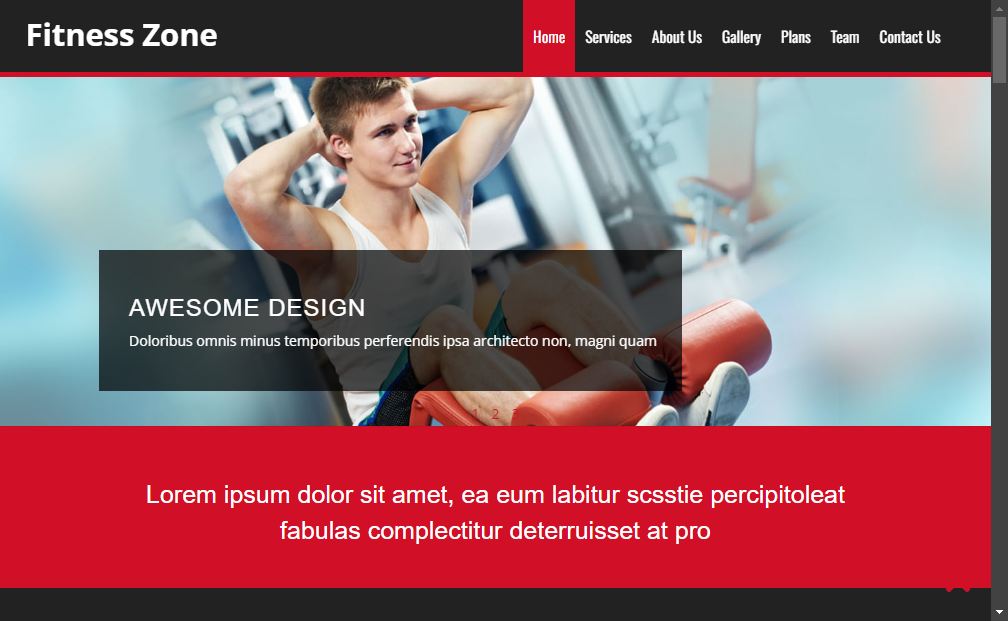 Fitness Zone
Home Services About Us Gallery Plans Team Contact Us
AWESOME DESIGN
Doloribus omnis minus temporibus perferendis ipsa architecto non, magni quam
1 2 3
Lorem ipsum dolor sit amet, ea eum labitur scsstie percipitoleat
fabulas complectitur deterruisset at pro